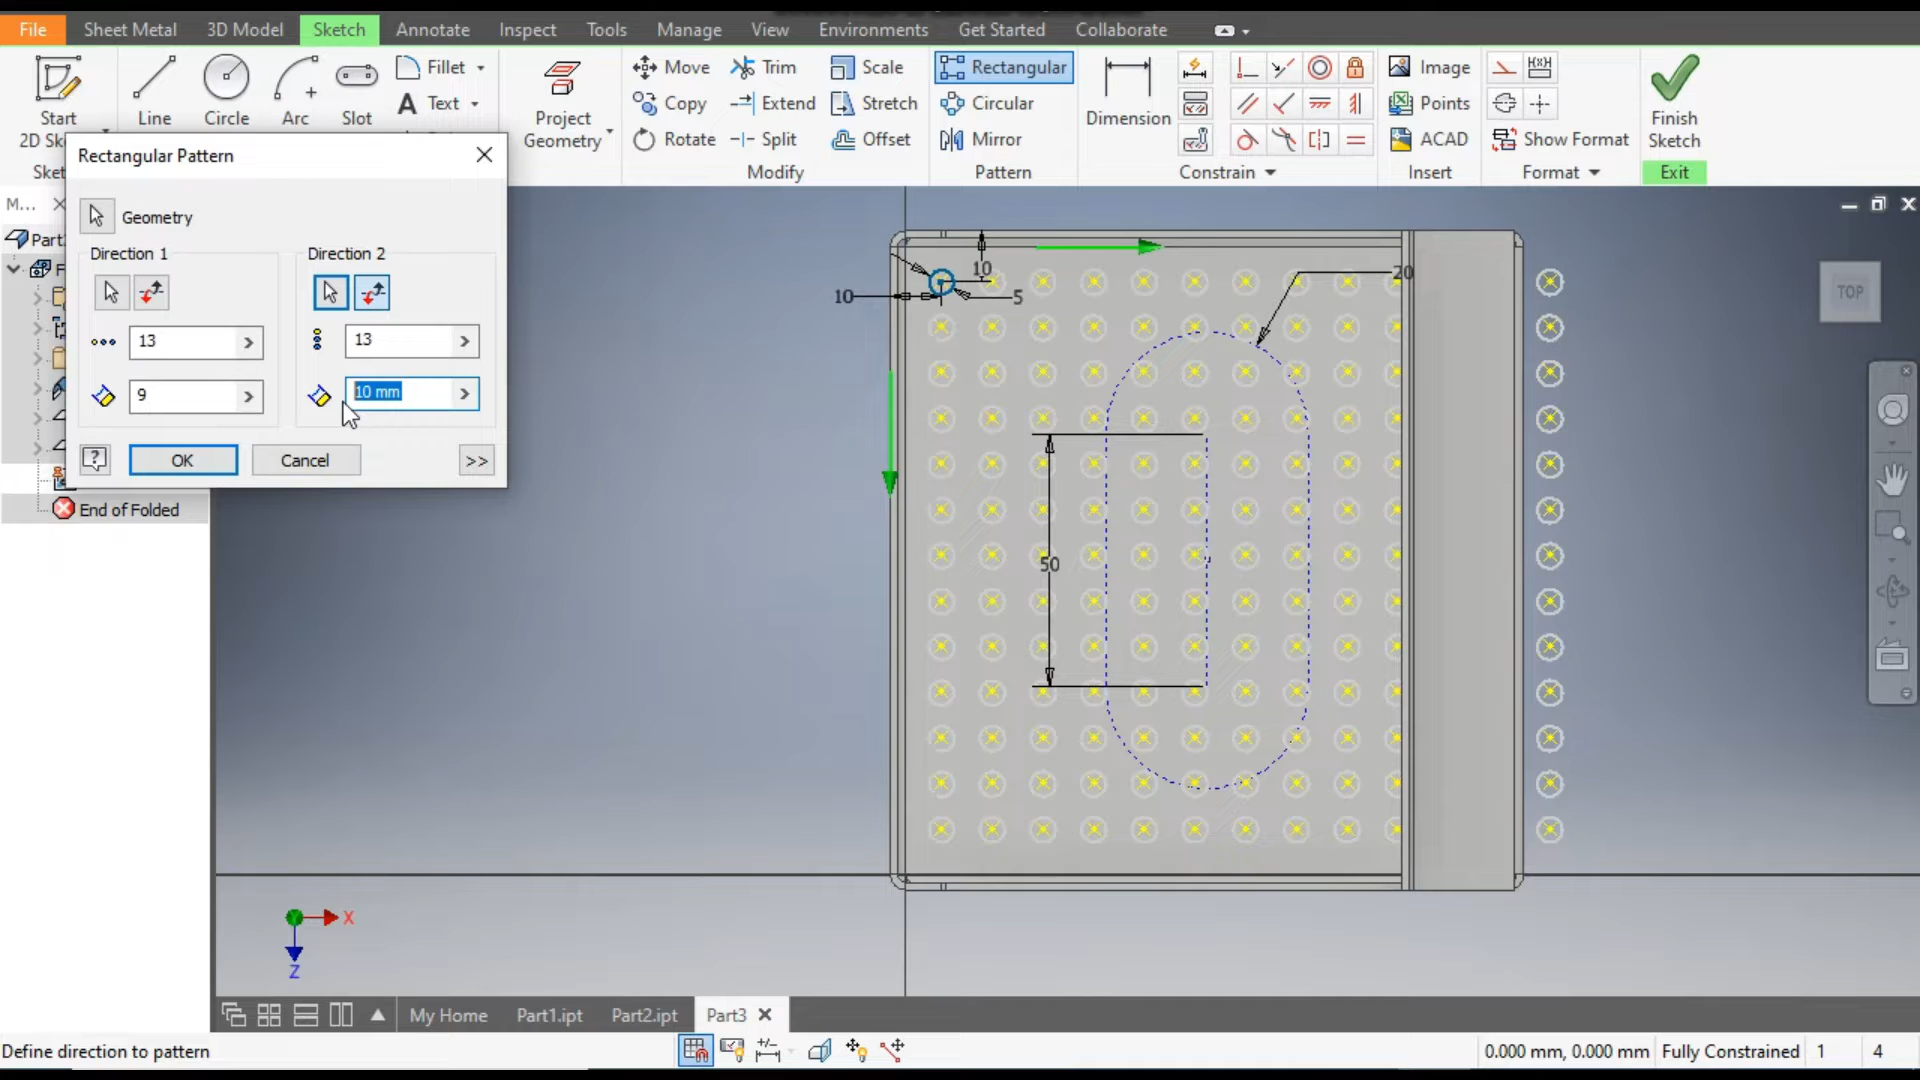 File Sheet Metal 3D Model Sketch Annotate Inspect Tools Manage View Environments Get Started Collaborate
Fillet Move Trim Scale Rectangular Image
Text Copy Extend Stretch Circular Points
Line Circle Arc Slot
Start
2D Sk
Project
Geometry
Rotate Split Offset Mirror
Dimension
ACAD
Show Format
Finish
Sketch
Sket Modify Pattern Constrain Insert Format Exit
Rectangular Pattern
M...
Geometry
Part
Direction 1 Direction 2
F
13 13
9 10 mm
OK Cancel >>
End of Folded
10
10
5
20
50
TOP
X
Z
My Home Part1.ipt Part2.ipt Part3
Define direction to pattern
0.000 mm, 0.000 mm Fully Constrained 1 4